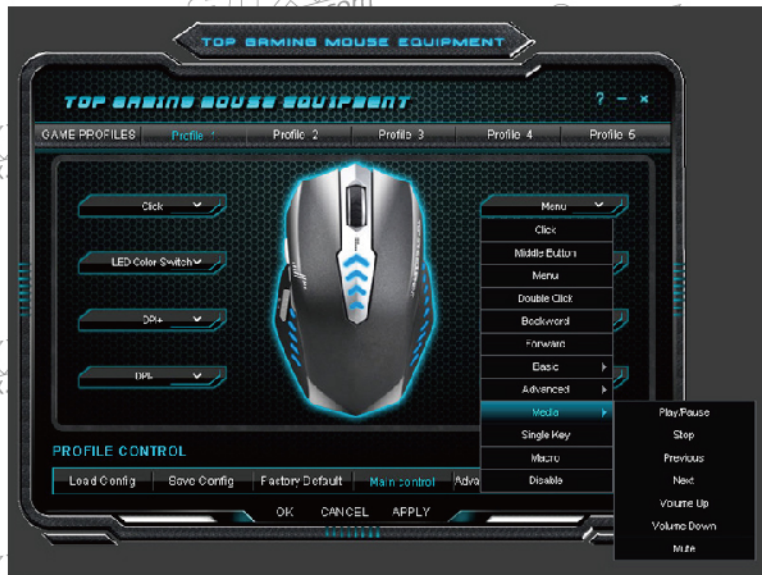 TOP GAMING MOUSE EQUIPMENT
TOP GAMING MOUSE EQUIPMENT
? – ×
GAME PROFILES Profile 1 Profile 2 Profile 3 Profile 4 Profile 5
Click
LED Color Switch
DPI+
DPI-
Menu
Click
Middle Button
Menu
Double Click
Backword
Forward
Basic
Advanced
Media
Single Key
Macro
Disable
Play/Pause
Stop
Previous
Next
Volume Up
Volume Down
Mute
PROFILE CONTROL
Load Config Save Config Factory Default Main control Adva
OK CANCEL APPLY